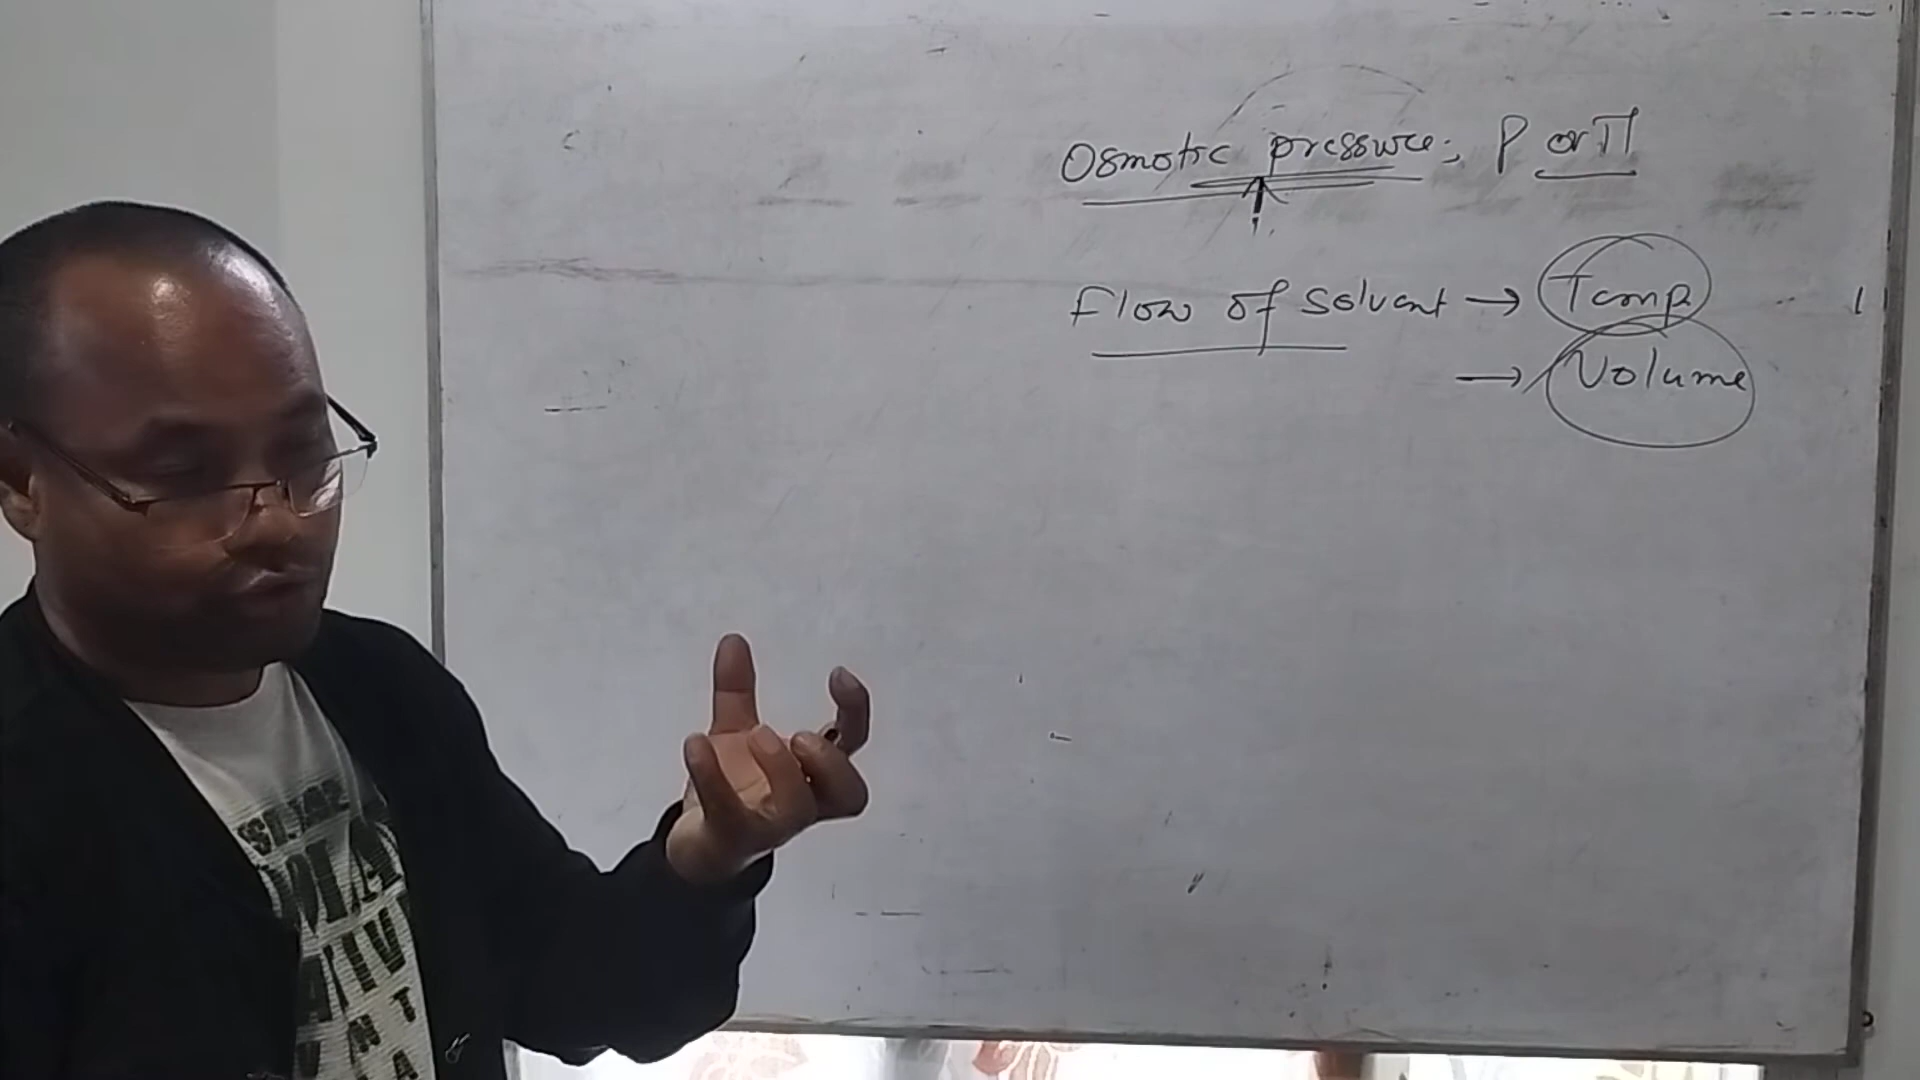 Osmotic pressure: P or Π
Flow of solvent → Temp
→ Volume